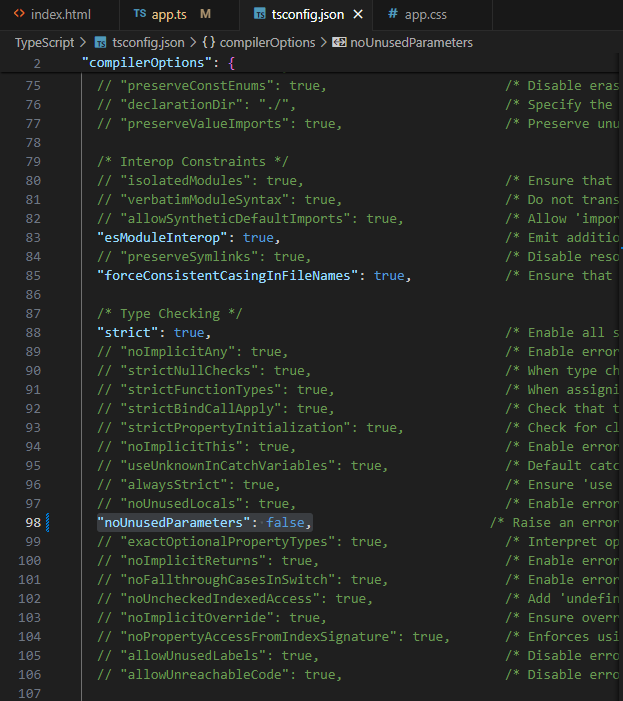 index.html TS app.ts M TS tsconfig.json # app.css
TypeScript > TS tsconfig.json > {} compilerOptions > noUnusedParameters
2 "compilerOptions": {
75 // "preserveConstEnums": true, /* Disable eras
76 // "declarationDir": "./", /* Specify the
77 // "preserveValueImports": true, /* Preserve unu
78
79 /* Interop Constraints */
80 // "isolatedModules": true, /* Ensure that
81 // "verbatimModuleSyntax": true, /* Do not trans
82 // "allowSyntheticDefaultImports": true, /* Allow 'impor
83 "esModuleInterop": true, /* Emit additio
84 // "preserveSymlinks": true, /* Disable reso
85 "forceConsistentCasingInFileNames": true, /* Ensure that
86
87 /* Type Checking */
88 "strict": true, /* Enable all s
89 // "noImplicitAny": true, /* Enable error
90 // "strictNullChecks": true, /* When type ch
91 // "strictFunctionTypes": true, /* When assigni
92 // "strictBindCallApply": true, /* Check that t
93 // "strictPropertyInitialization": true, /* Check for cl
94 // "noImplicitThis": true, /* Enable error
95 // "useUnknownInCatchVariables": true, /* Default catc
96 // "alwaysStrict": true, /* Ensure 'use
97 // "noUnusedLocals": true, /* Enable error
98 "noUnusedParameters": false, /* Raise an error
99 // "exactOptionalPropertyTypes": true, /* Interpret op
100 // "noImplicitReturns": true, /* Enable error
101 // "noFallthroughCasesInSwitch": true, /* Enable error
102 // "noUncheckedIndexedAccess": true, /* Add 'undefin
103 // "noImplicitOverride": true, /* Ensure overr
104 // "noPropertyAccessFromIndexSignature": true, /* Enforces usi
105 // "allowUnusedLabels": true, /* Disable erro
106 // "allowUnreachableCode": true, /* Disable erro
107